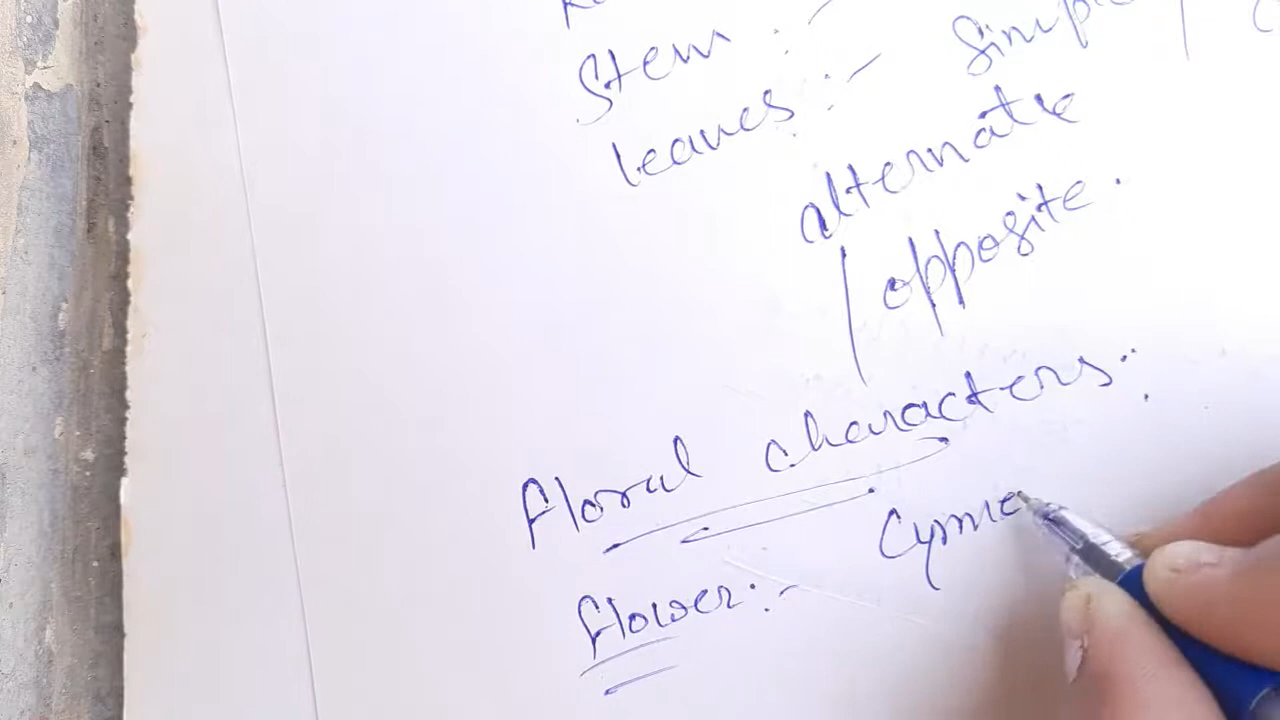 Stem :-
leaves :- Simple /
alternate
/ opposite.
floral characters:
flower:- Cyme